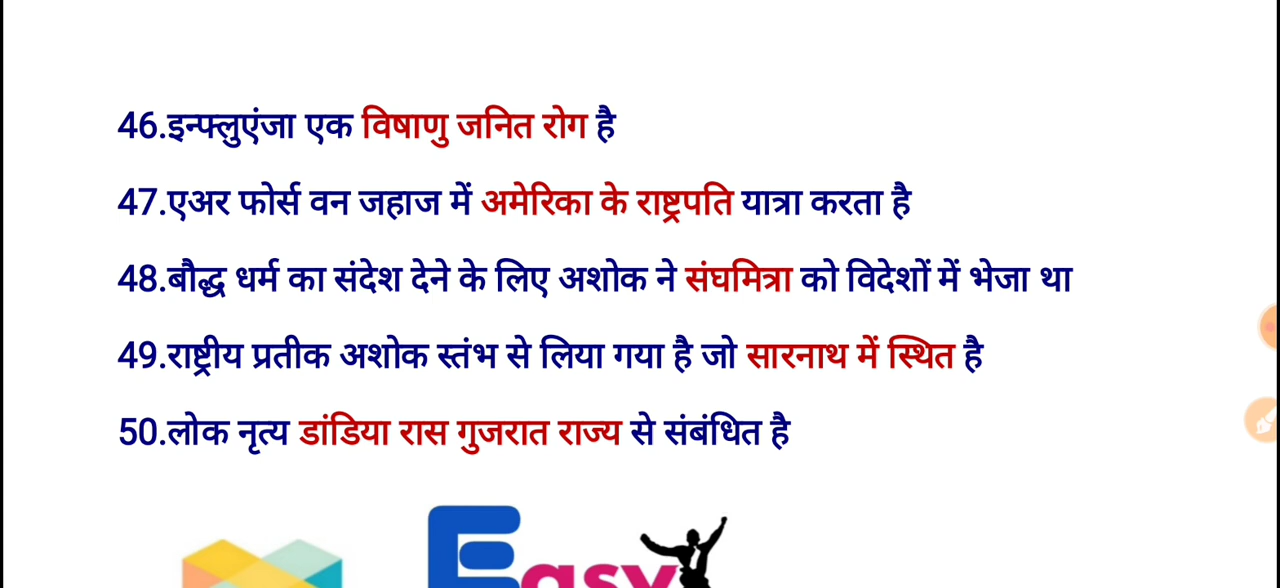 46.इन्फ्लुएंजा एक विषाणु जनित रोग है
47.एअर फोर्स वन जहाज में अमेरिका के राष्ट्रपति यात्रा करता है
48.बौद्ध धर्म का संदेश देने के लिए अशोक ने संघमित्रा को विदेशों में भेजा था
49.राष्ट्रीय प्रतीक अशोक स्तंभ से लिया गया है जो सारनाथ में स्थित है
50.लोक नृत्य डांडिया रास गुजरात राज्य से संबंधित है
Easy